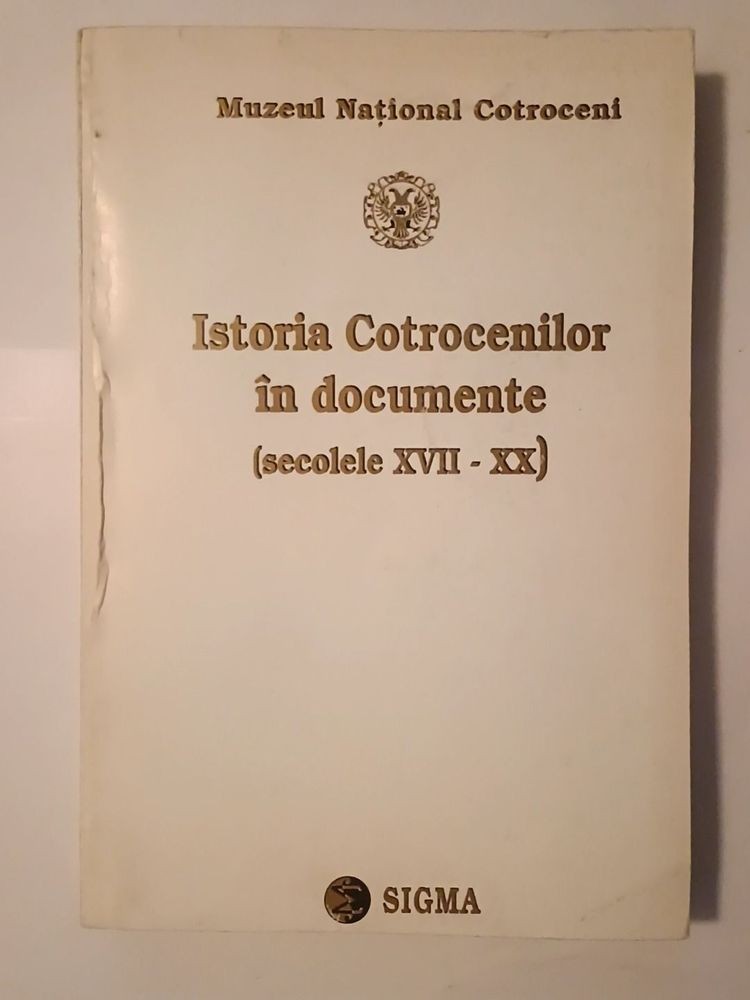 Muzeul Național Cotroceni
Istoria Cotrocenilor
în documente
(secolele XVII - XX)
SIGMA